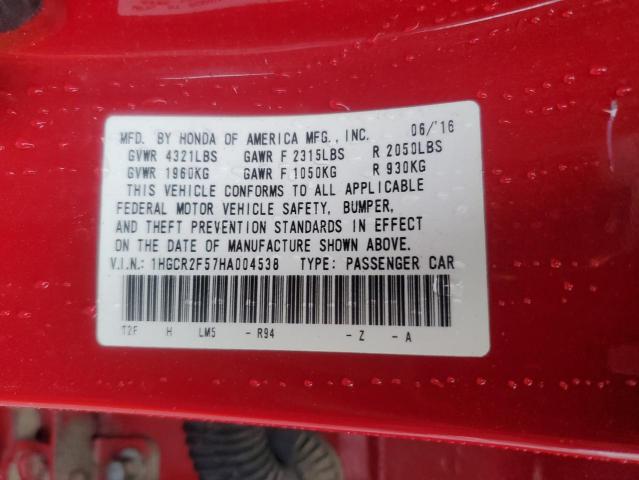 MFD. BY HONDA OF AMERICA MFG., INC. 06/'16
GVWR 4321LBS GAWR F 2315LBS R 2050LBS
GVWR 1960KG GAWR F 1050KG R 930KG
THIS VEHICLE CONFORMS TO ALL APPLICABLE
FEDERAL MOTOR VEHICLE SAFETY, BUMPER,
AND THEFT PREVENTION STANDARDS IN EFFECT
ON THE DATE OF MANUFACTURE SHOWN ABOVE.
V.I.N.: 1HGCR2F57HA004538 TYPE: PASSENGER CAR
T2F H LM5 - R94 - Z - A